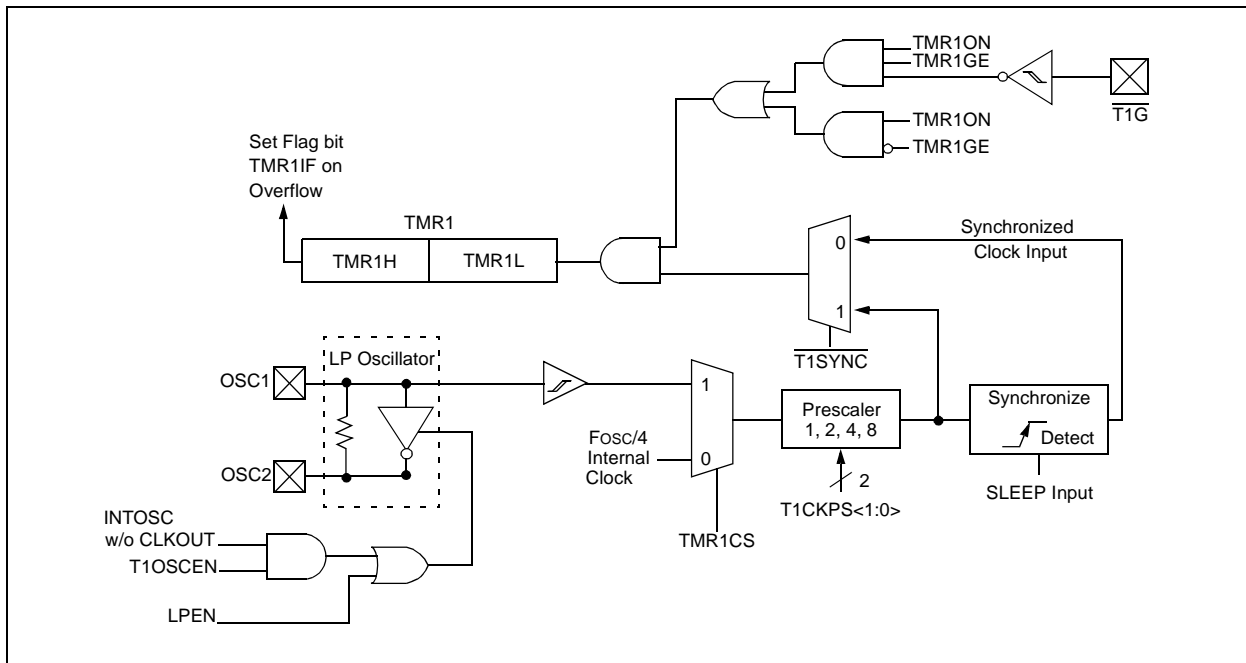 TMR1ON
TMR1GE
T1G
TMR1ON
TMR1GE
Set Flag bit
TMR1IF on
Overflow
TMR1
TMR1H
TMR1L
0
1
T1SYNC
Synchronized
Clock Input
LP Oscillator
OSC1
OSC2
1
0
FOSC/4
Internal
Clock
TMR1CS
Prescaler
1, 2, 4, 8
2
T1CKPS<1:0>
Synchronize
Detect
SLEEP Input
INTOSC
w/o CLKOUT
T1OSCEN
LPEN